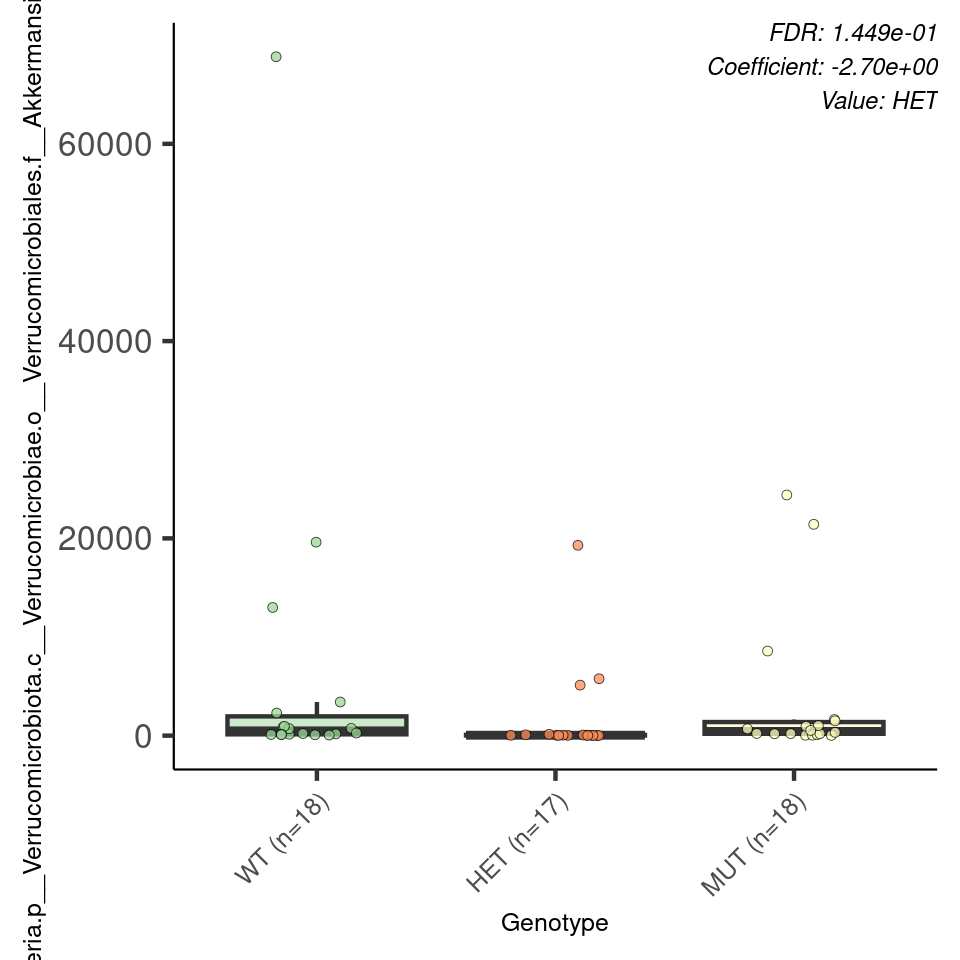 FDR: 1.449e-01
Coefficient: -2.70e+00
Value: HET
eria.p__Verrucomicrobiota.c__Verrucomicrobiae.o__Verrucomicrobiales.f__Akkermansi
60000
40000
20000
0
WT (n=18)
HET (n=17)
MUT (n=18)
Genotype